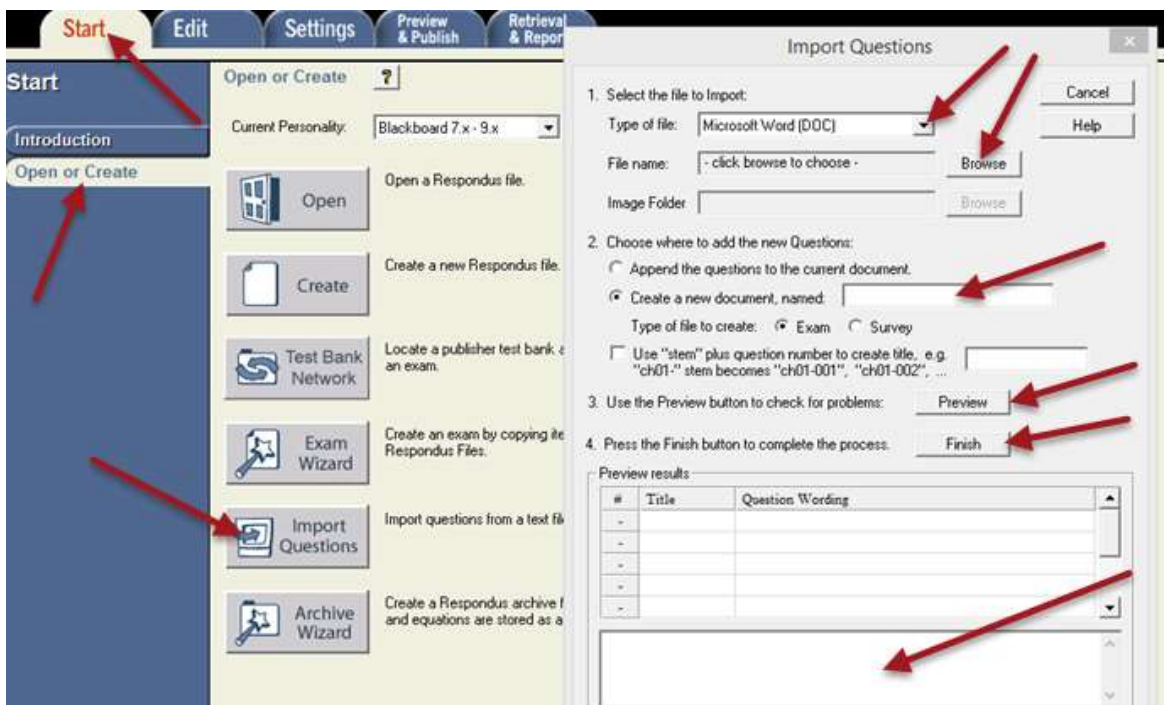 Start
Edit
Settings
Preview
& Publish
Retrieval
& Repor
Start
Introduction
Open or Create
Open or Create ?
Current Personality: Blackboard 7.x - 9.x
Open
Open a Respondus file.
Create
Create a new Respondus file.
Test Bank
Network
Locate a publisher test bank a
an exam.
Exam
Wizard
Create an exam by copying ite
Respondus Files.
Import
Questions
Import questions from a text fil
Archive
Wizard
Create a Respondus archive f
and equations are stored as a
Import Questions
1. Select the file to Import:
Cancel
Type of file: Microsoft Word (DOC)
Help
File name: - click browse to choose - Browse
Image Folder Browse
2. Choose where to add the new Questions:
Append the questions to the current document.
Create a new document, named:
Type of file to create: Exam Survey
Use "stem" plus question number to create title, e.g.
"ch01-" stem becomes "ch01-001", "ch01-002", ...
3. Use the Preview button to check for problems: Preview
4. Press the Finish button to complete the process. Finish
Preview results
# Title Question Wording
-
-
-
-
-